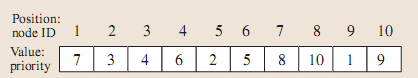 Position:
node ID 1 2 3 4 5 6 7 8 9 10
Value:
priority 7 3 4 6 2 5 8 10 1 9